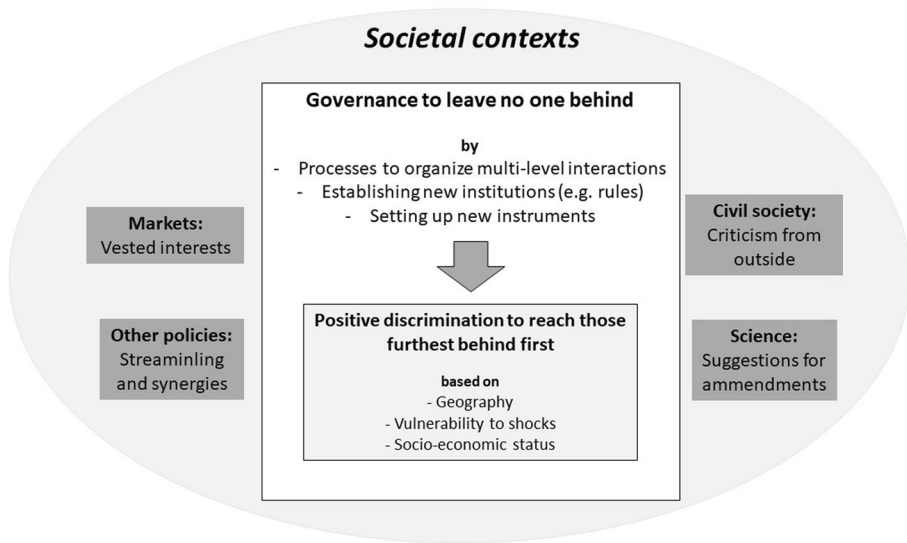 Societal contexts
Governance to leave no one behind
by
- Processes to organize multi-level interactions
- Establishing new institutions (e.g. rules)
- Setting up new instruments
Markets:
Vested interests
Other policies:
Streaminling
and synergies
Positive discrimination to reach those
furthest behind first
based on
- Geography
- Vulnerability to shocks
- Socio-economic status
Civil society:
Criticism from
outside
Science:
Suggestions for
ammendments